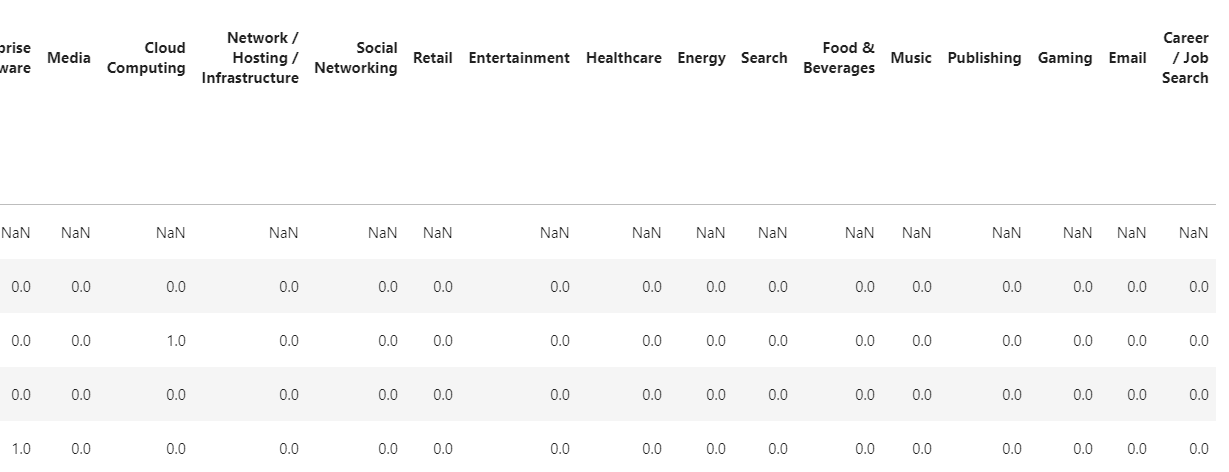 Media Cloud Computing Network / Hosting / Infrastructure Social Networking Retail Entertainment Healthcare Energy Search Food & Beverages Music Publishing Gaming Email Career / Job Search
NaN NaN NaN NaN NaN NaN NaN NaN NaN NaN NaN NaN NaN NaN NaN NaN
0.0 0.0 0.0 0.0 0.0 0.0 0.0 0.0 0.0 0.0 0.0 0.0 0.0 0.0 0.0 0.0
0.0 0.0 1.0 0.0 0.0 0.0 0.0 0.0 0.0 0.0 0.0 0.0 0.0 0.0 0.0 0.0
0.0 0.0 0.0 0.0 0.0 0.0 0.0 0.0 0.0 0.0 0.0 0.0 0.0 0.0 0.0 0.0
1.0 0.0 0.0 0.0 0.0 0.0 0.0 0.0 0.0 0.0 0.0 0.0 0.0 0.0 0.0 0.0